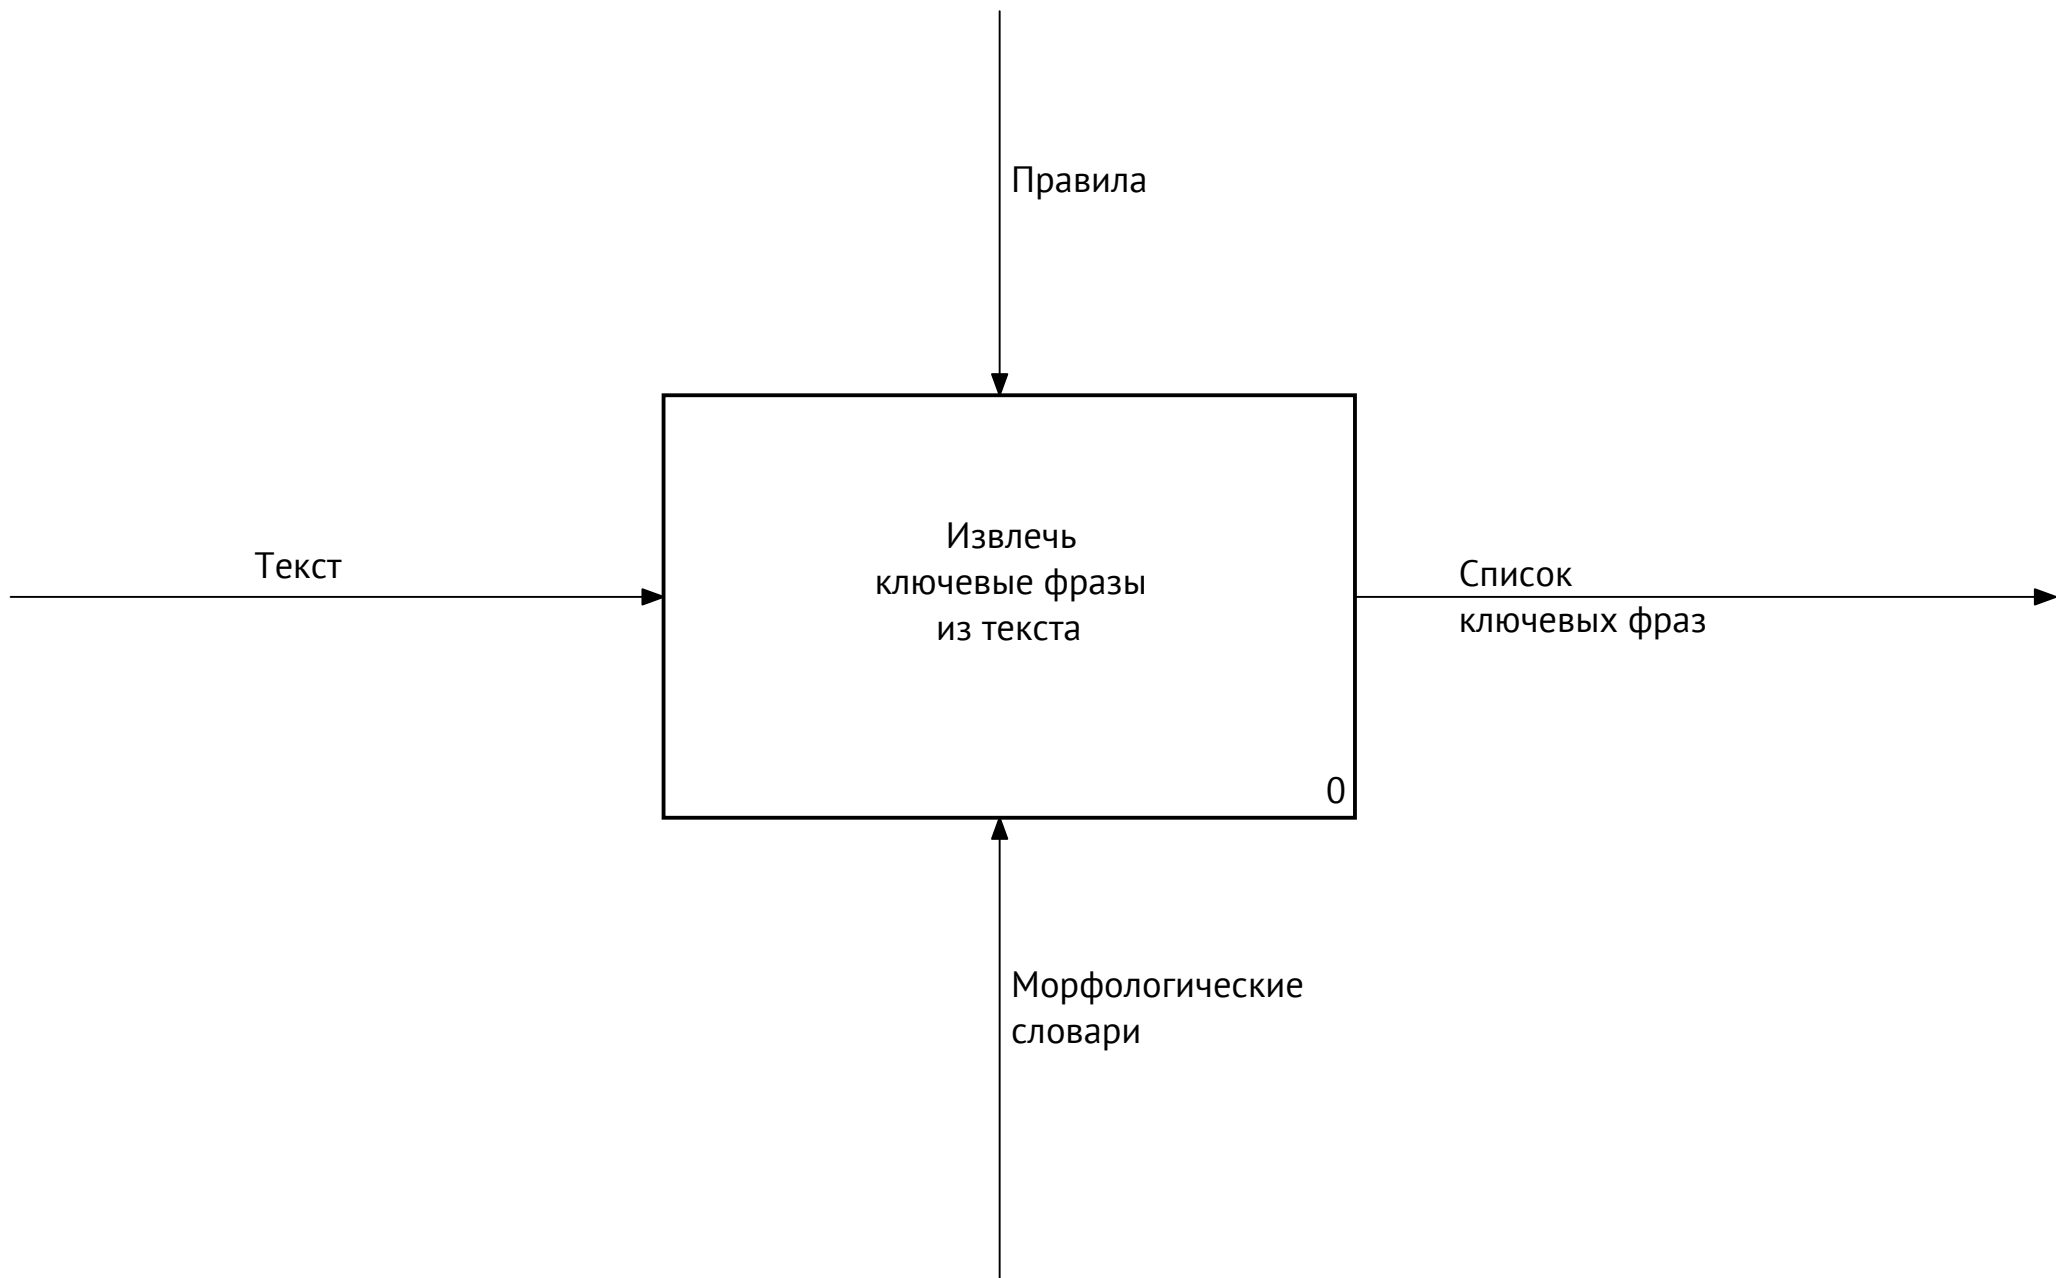 Правила
Текст
Извлечь
ключевые фразы
из текста
Список
ключевых фраз
0
Морфологические
словари